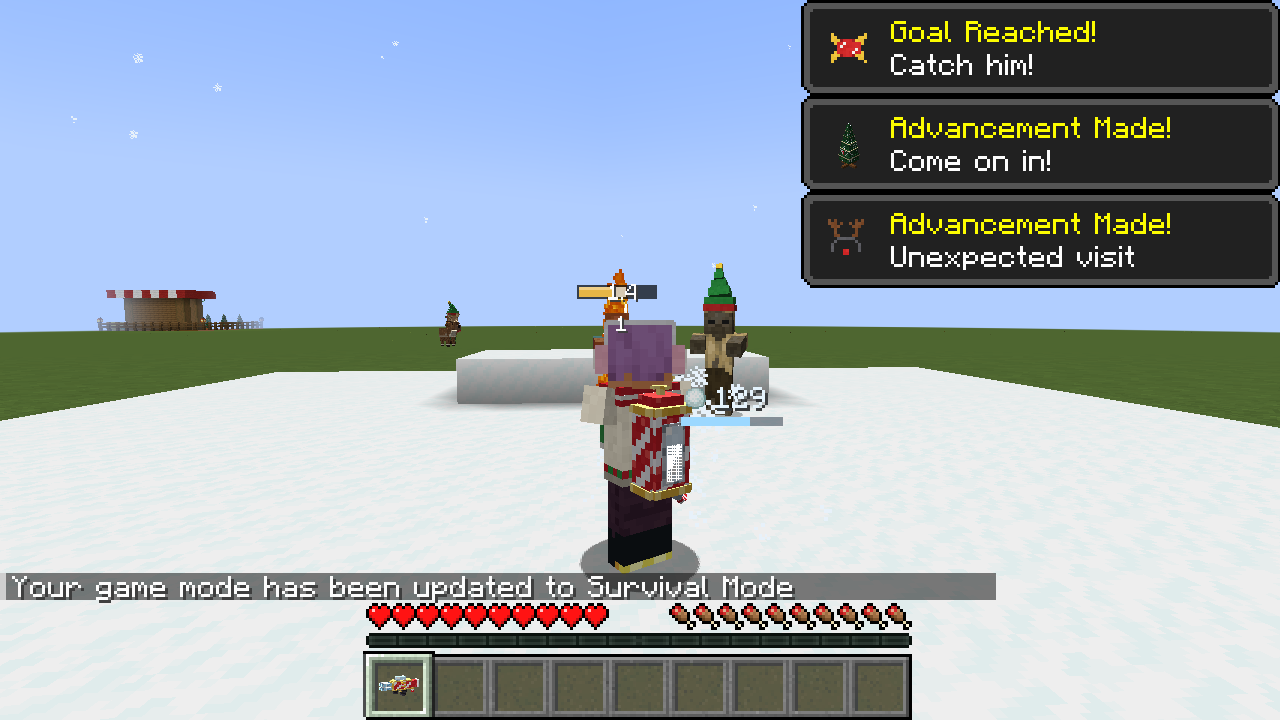 Goal Reached!
Catch him!
Advancement Made!
Come on in!
Advancement Made!
Unexpected visit
1
129
Your game mode has been updated to Survival Mode